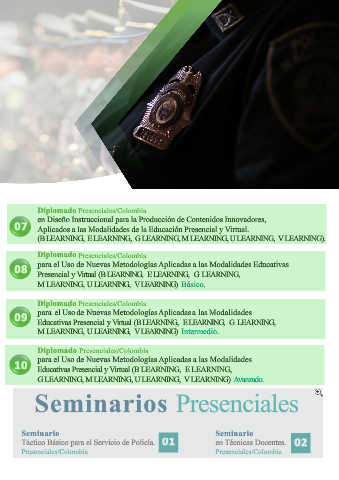 Diplomado Presenciales/Colombia
07
en Diseño Instruccional para la Producción de Contenidos Innovadores,
Aplicados a las Modalidades de la Educación Presencial y Virtual.
(B LEARNING, E LEARNING, G LEARNING, M LEARNING, U LEARNING, V LEARNING).
Diplomado Presenciales/Colombia
08
para el Uso de Nuevas Metodologías Aplicadas a las Modalidades Educativas
Presencial y Virtual (B LEARNING, E LEARNING, G LEARNING,
M LEARNING, U LEARNING, V LEARNING) Básico.
Diplomado Presenciales/Colombia
09
para el Uso de Nuevas Metodologías Aplicadas a las Modalidades
Educativas Presencial y Virtual (B LEARNING, E LEARNING, G LEARNING,
M LEARNING, U LEARNING, V LEARNING) Intermedio.
Diplomado Presenciales/Colombia
10
para el Uso de Nuevas Metodologías Aplicadas a las Modalidades
Educativas Presencial y Virtual (B LEARNING, E LEARNING,
G LEARNING, M LEARNING, U LEARNING, V LEARNING) Avanzado.
Seminarios Presenciales
Seminario
Táctico Básico para el Servicio de Policía.
Presenciales/Colombia
01
Seminario
en Técnicas Docentes.
Presenciales/Colombia
02